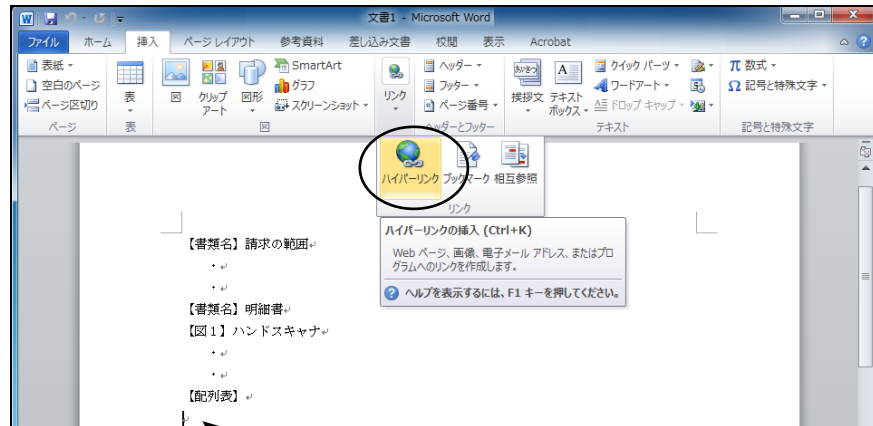 文書1 - Microsoft Word
ファイル ホーム 挿入 ページ レイアウト 参考資料 差し込み文書 校閲 表示 Acrobat
表紙
空白のページ
ページ区切り
ページ
表
表
図
クリップ
アート
図形
SmartArt
グラフ
スクリーンショット
図
リンク
ヘッダー
フッター
ページ番号
ヘッダーとフッター
挨拶文
テキスト
ボックス
クイック パーツ
ワードアート
ドロップ キャップ
テキスト
π 数式
Ω 記号と特殊文字
記号と特殊文字
ハイパーリンク ブックマーク 相互参照
リンク
ハイパーリンクの挿入 (Ctrl+K)
Web ページ、画像、電子メール アドレス、またはプロ
グラムへのリンクを作成します。
ヘルプを表示するには、F1 キーを押してください。
【書類名】請求の範囲
・
・
【書類名】明細書
【図1】ハンドスキャナ
・
・
【配列表】